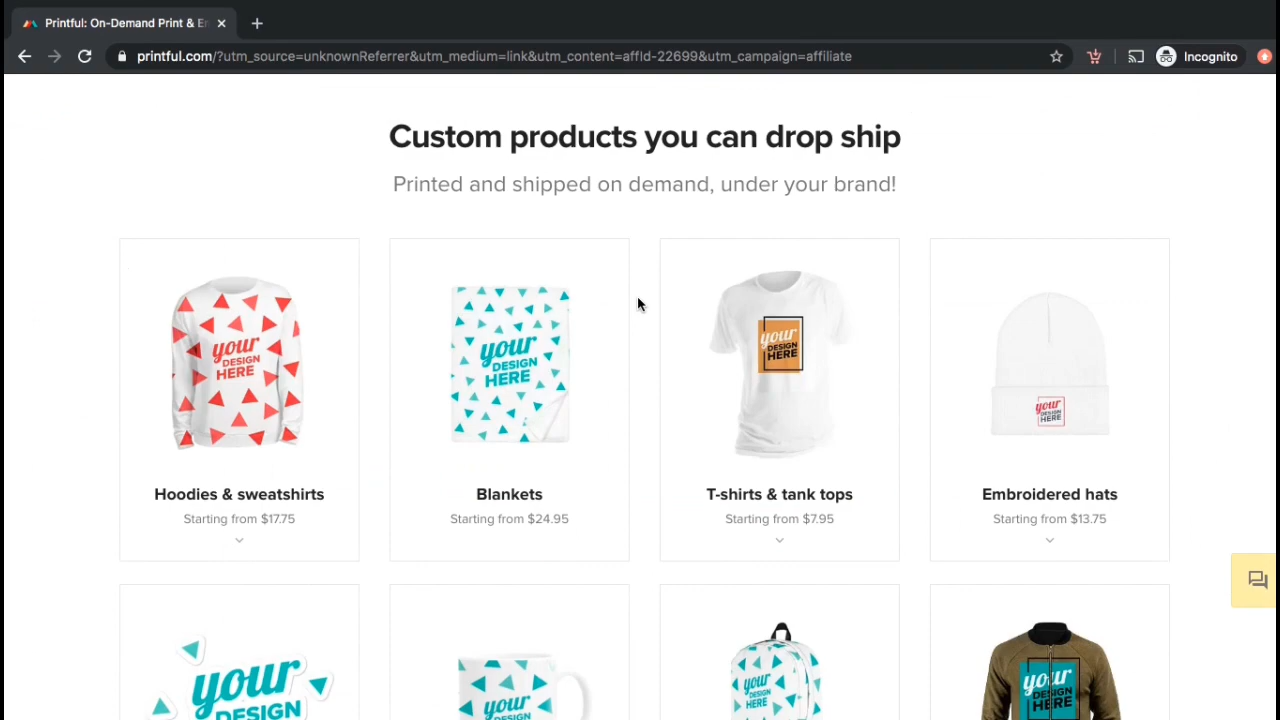 Printful: On-Demand Print & Er
printful.com/?utm_source=unknownReferrer&utm_medium=link&utm_content=affId-22699&utm_campaign=affiliate
Incognito
Custom products you can drop ship
Printed and shipped on demand, under your brand!
your
DESIGN
HERE
your
DESIGN
HERE
your
DESIGN
HERE
your
DESIGN
HERE
Hoodies & sweatshirts
Starting from $17.75
Blankets
Starting from $24.95
T-shirts & tank tops
Starting from $7.95
Embroidered hats
Starting from $13.75
your
DESIGN
your
DESIGN
your
DESIGN
HERE
your
DESIGN